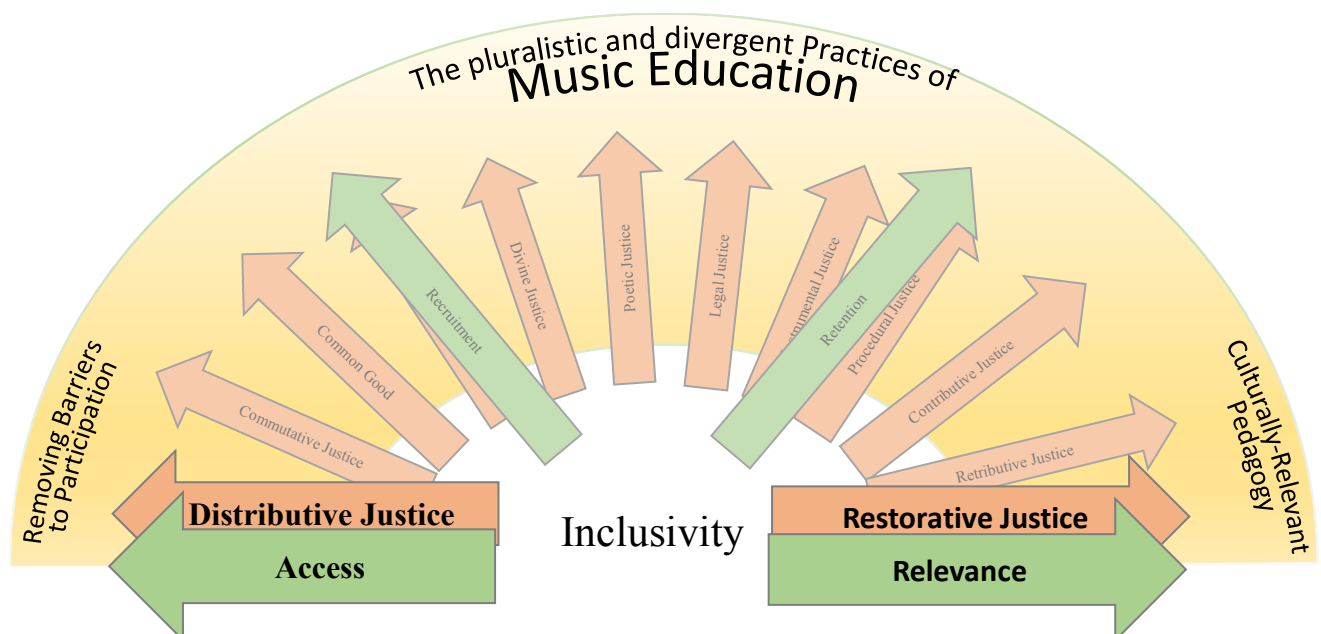 The pluralistic and divergent Practices of
Music Education
Removing Barriers
to Participation
Culturally-Relevant
Pedagogy
Commutative Justice
Common Good
Recruitment
Divine Justice
Poetic Justice
Legal Justice
Justice
Retention
Procedural Justice
Contributive Justice
Retributive Justice
Distributive Justice
Access
Inclusivity
Restorative Justice
Relevance